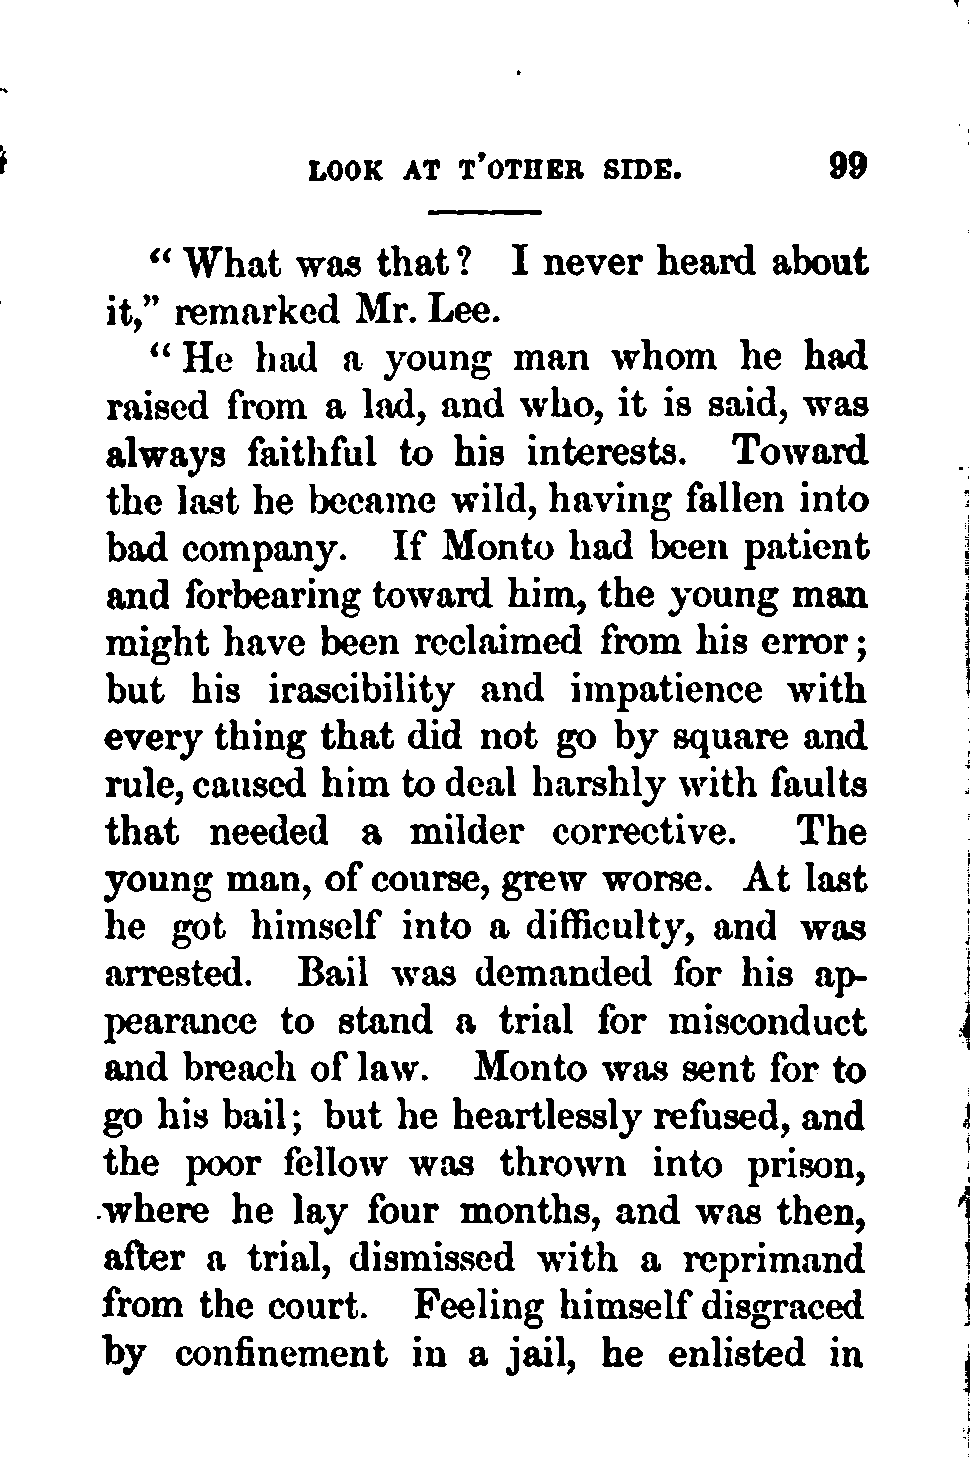 LOOK AT T'OTHER SIDE. 99
“What was that? I never heard about
it,” remarked Mr. Lee.
“He had a young man whom he had
raised from a lad, and who, it is said, was
always faithful to his interests. Toward
the last he became wild, having fallen into
bad company. If Monto had been patient
and forbearing toward him, the young man
might have been reclaimed from his error;
but his irascibility and impatience with
every thing that did not go by square and
rule, caused him to deal harshly with faults
that needed a milder corrective. The
young man, of course, grew worse. At last
he got himself into a difficulty, and was
arrested. Bail was demanded for his ap-
pearance to stand a trial for misconduct
and breach of law. Monto was sent for to
go his bail; but he heartlessly refused, and
the poor fellow was thrown into prison,
where he lay four months, and was then,
after a trial, dismissed with a reprimand
from the court. Feeling himself disgraced
by confinement in a jail, he enlisted in